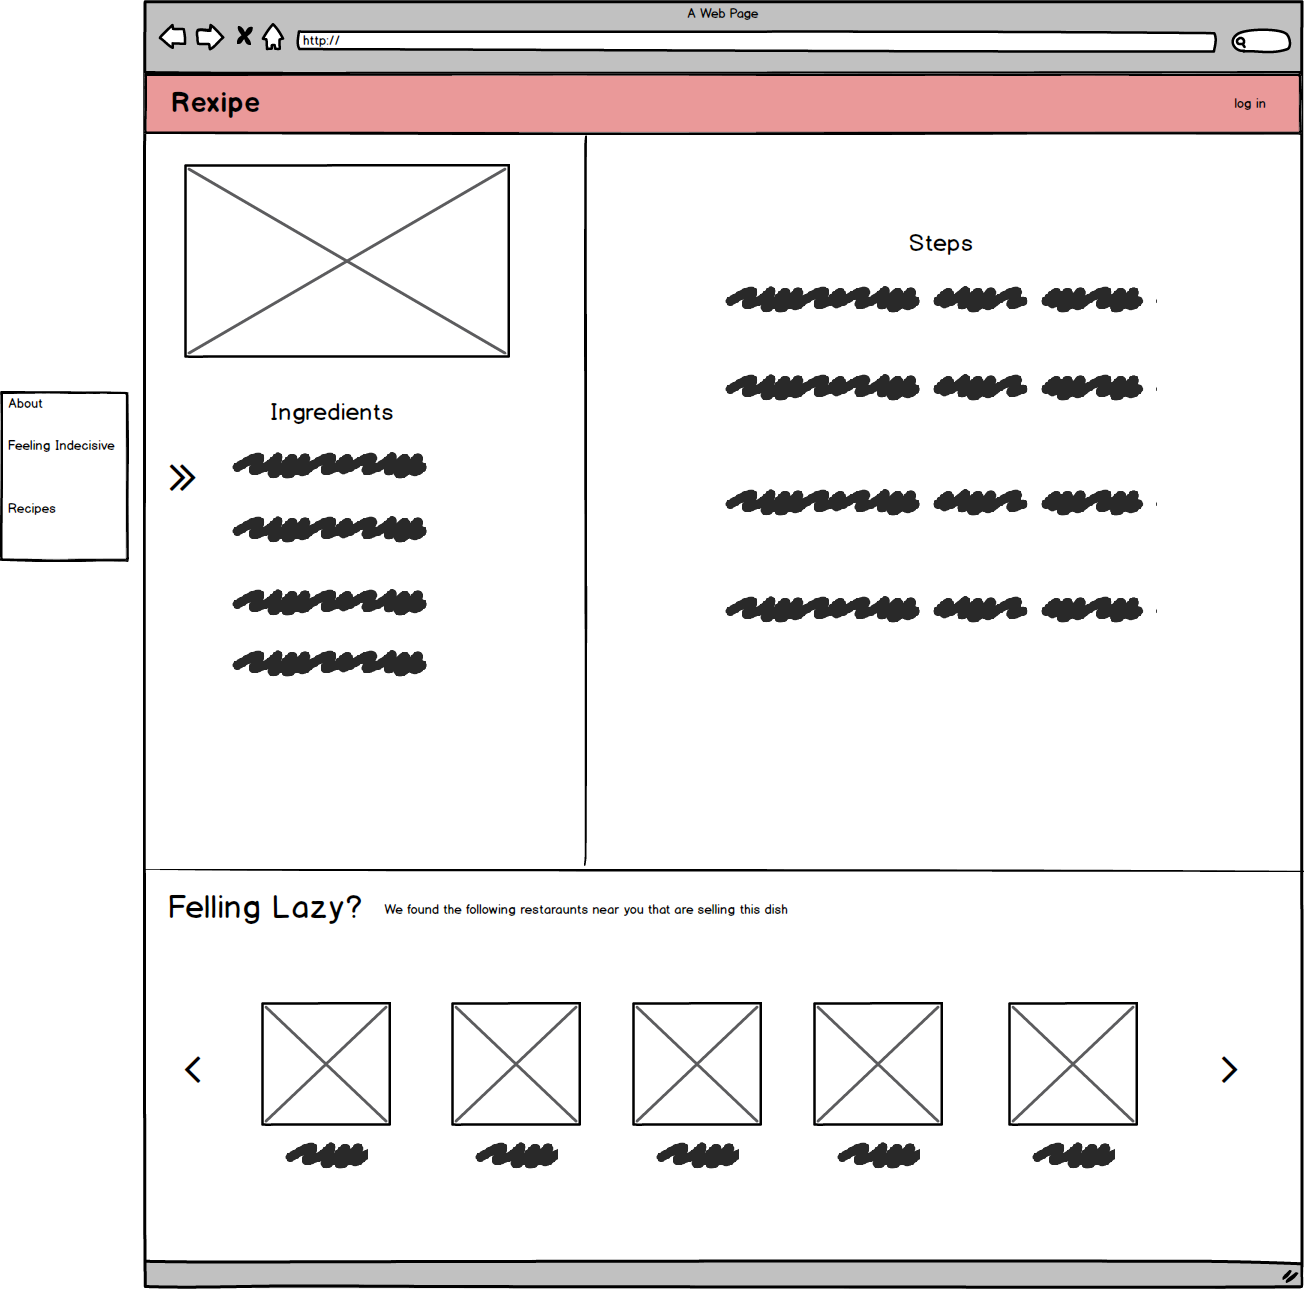 A Web Page
http://
Rexipe
log in
Steps
About
Feeling Indecisive
Recipes
Ingredients
Felling Lazy?
We found the following restaraunts near you that are selling this dish